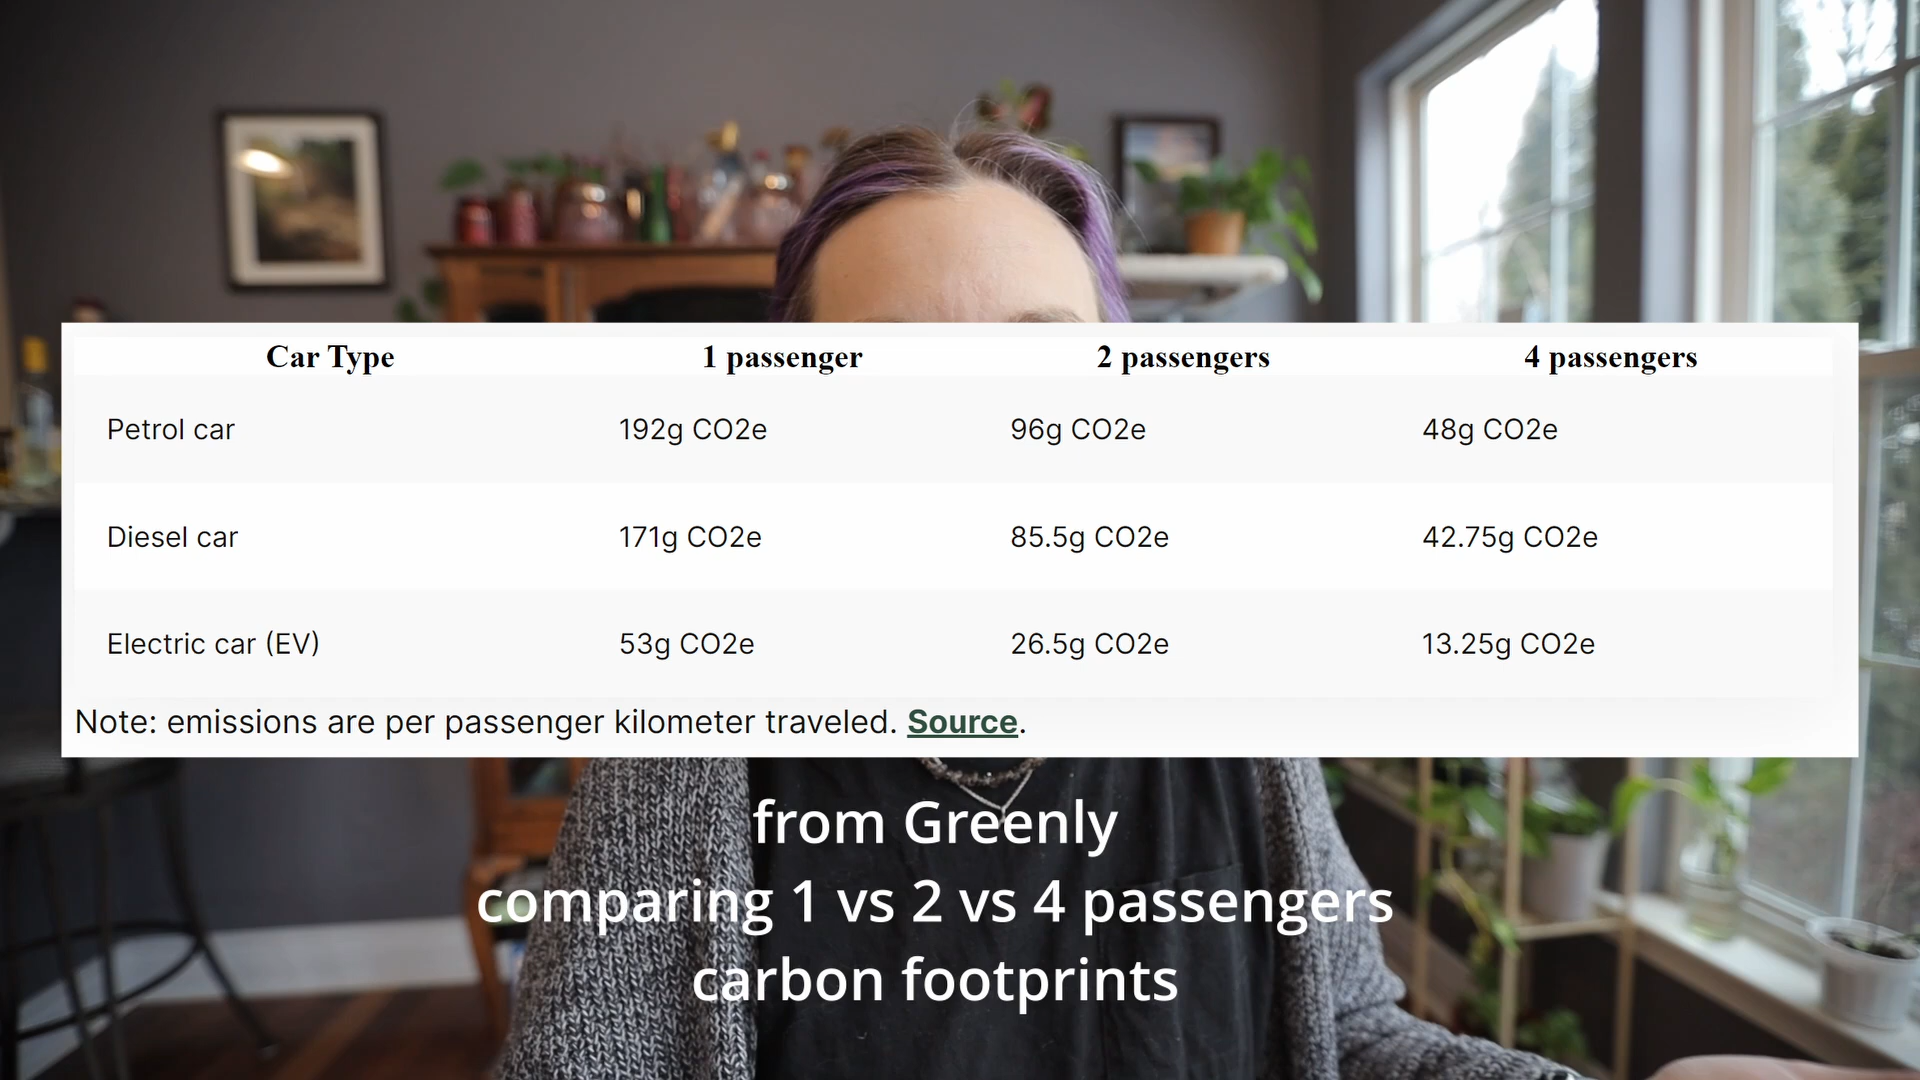 Car Type 1 passenger 2 passengers 4 passengers
Petrol car 192g CO2e 96g CO2e 48g CO2e
Diesel car 171g CO2e 85.5g CO2e 42.75g CO2e
Electric car (EV) 53g CO2e 26.5g CO2e 13.25g CO2e
Note: emissions are per passenger kilometer traveled. Source.
from Greenly
comparing 1 vs 2 vs 4 passengers
carbon footprints